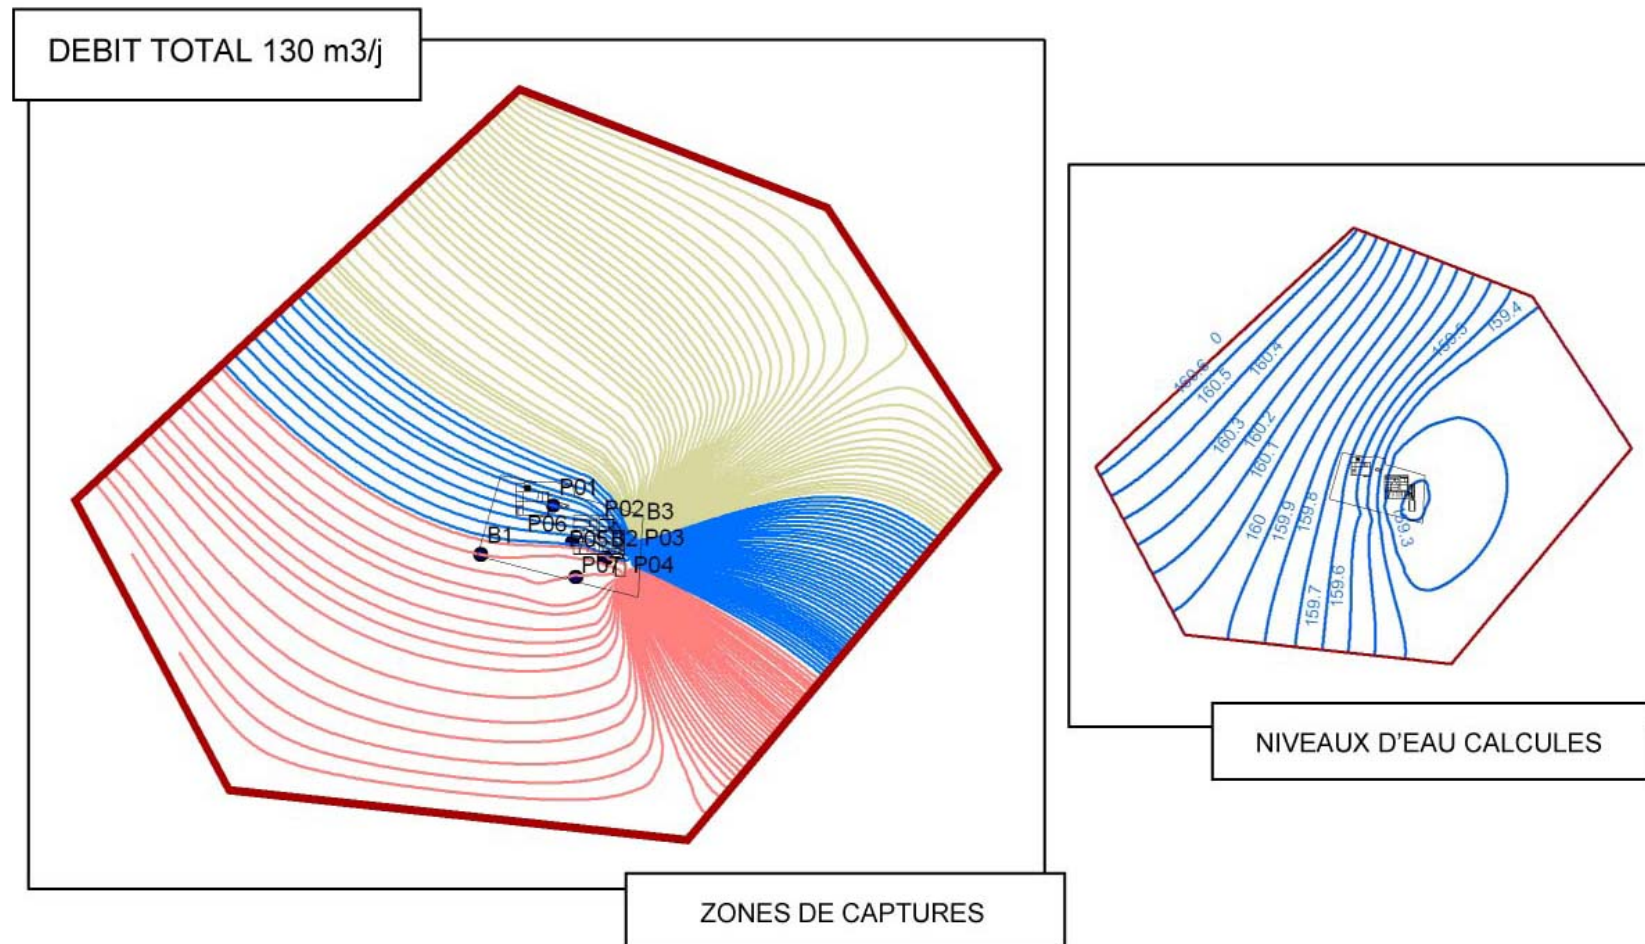 DEBIT TOTAL 130 m3/j
P01
P02
B3
P06
B1
P05
B2
P03
P07
P04
ZONES DE CAPTURES
160.6
0
160.5
160.4
160.3
160.2
160.1
160
159.9
159.8
159.7
159.6
159.5
159.4
159.3
NIVEAUX D'EAU CALCULES